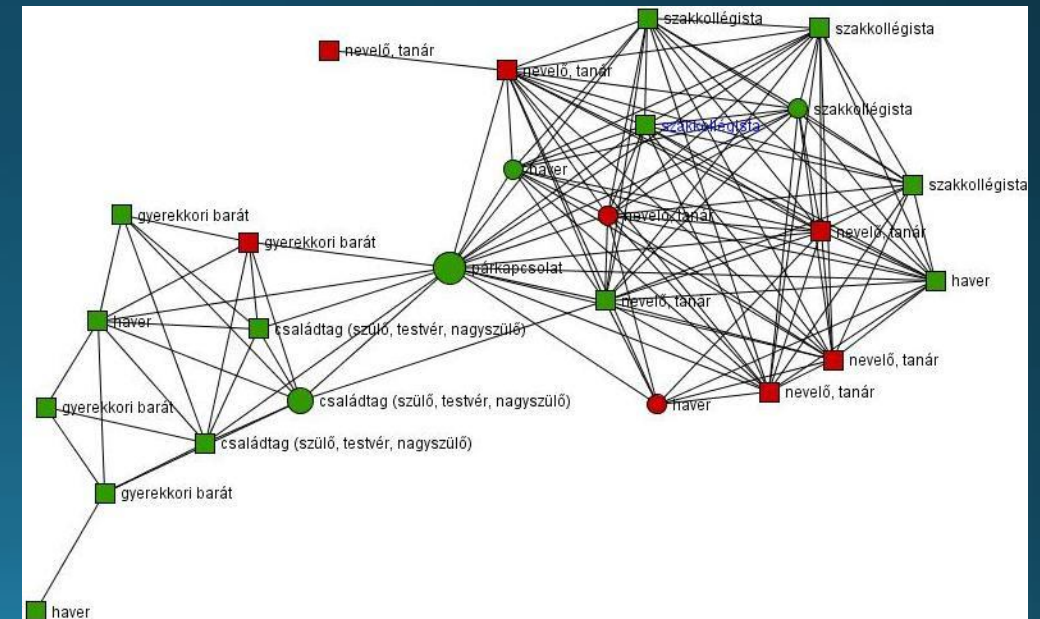 szakkollégista
szakkollégista
nevelő, tanár
nevelő, tanár
szakkollégista
szakkollégista
haver
szakkollégista
gyerekkori barát
nevelő, tanár
nevelő, tanár
gyerekkori barát
párkapcsolat
haver
nevelő, tanár
haver
családtag (szülő, testvér, nagyszülő)
nevelő, tanár
nevelő, tanár
családtag (szülő, testvér, nagyszülő)
haver
gyerekkori barát
családtag (szülő, testvér, nagyszülő)
gyerekkori barát
haver